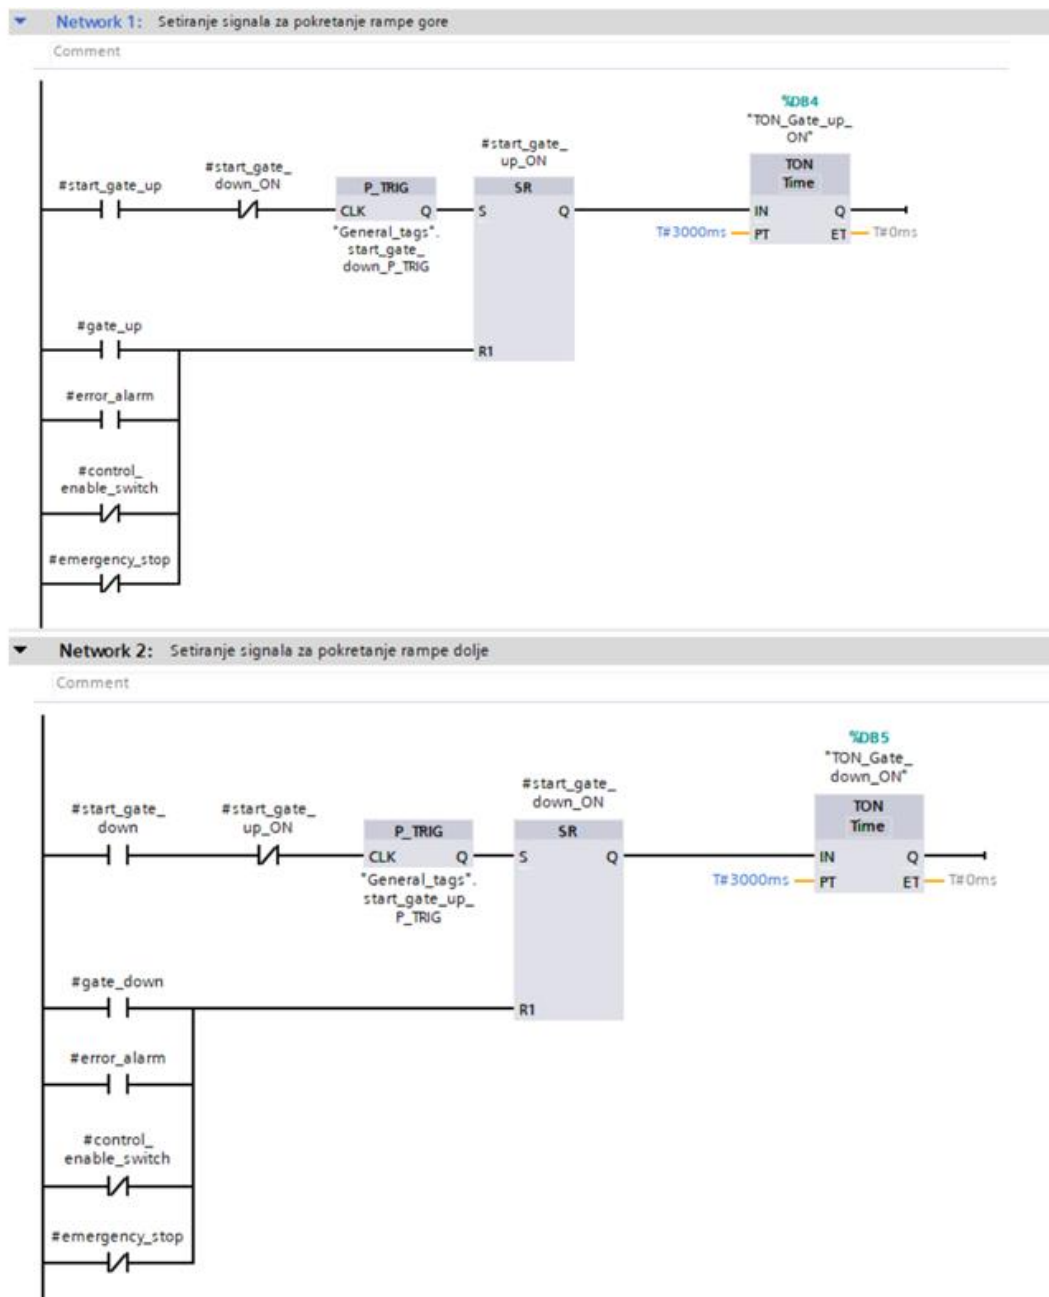 Network 1: Setiranje signala za pokretanje rampe gore
Comment
%DB4
"TON_Gate_up_
ON"
#start_gate_
up_ON
TON
Time
#start_gate_up
#start_gate_
down_ON
P_TRIG
SR
CLK Q
S Q
IN Q
"General_tags".
start_gate_
down_P_TRIG
T#3000ms PT ET T#0ms
#gate_up
R1
#error_alarm
#control_
enable_switch
#emergency_stop
Network 2: Setiranje signala za pokretanje rampe dolje
Comment
%DB5
"TON_Gate_
down_ON"
#start_gate_
down_ON
TON
Time
#start_gate_
down
#start_gate_
up_ON
P_TRIG
SR
CLK Q
S Q
IN Q
"General_tags".
start_gate_up_
P_TRIG
T#3000ms PT ET T#0ms
#gate_down
R1
#error_alarm
#control_
enable_switch
#emergency_stop